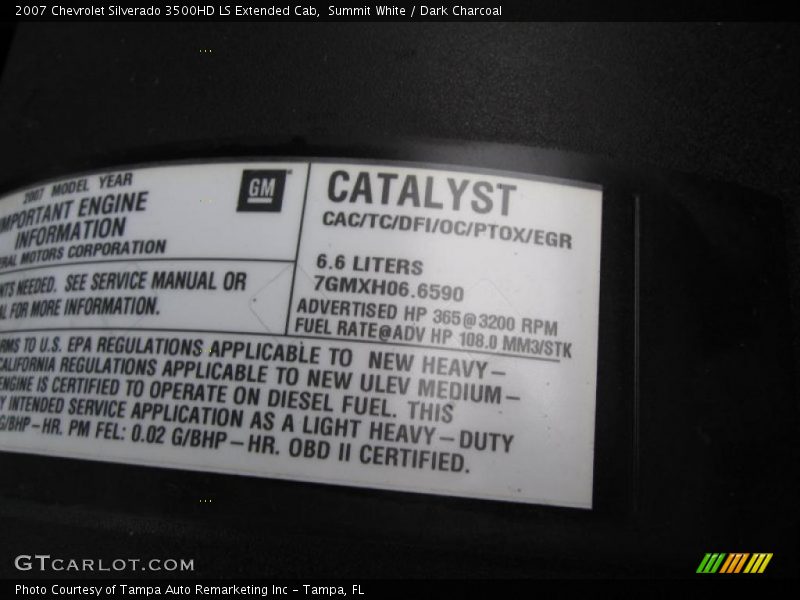 2007 Chevrolet Silverado 3500HD LS Extended Cab, Summit White / Dark Charcoal
2007 MODEL YEAR
IMPORTANT ENGINE
INFORMATION
MOTORS CORPORATION
GM
NEEDED. SEE SERVICE MANUAL OR
FOR MORE INFORMATION.
CATALYST
CAC/TC/DFI/OC/PTOX/EGR
6.6 LITERS
7GMXH06.6590
ADVERTISED HP 365@3200 RPM
FUEL RATE@ADV HP 108.0 MM3/STK
TO U.S. EPA REGULATIONS APPLICABLE TO NEW HEAVY-
CALIFORNIA REGULATIONS APPLICABLE TO NEW ULEV MEDIUM-
ENGINE IS CERTIFIED TO OPERATE ON DIESEL FUEL. THIS
INTENDED SERVICE APPLICATION AS A LIGHT HEAVY-DUTY
G/BHP-HR. PM FEL: 0.02 G/BHP-HR. OBD II CERTIFIED.
GTCARLOT.COM
Photo Courtesy of Tampa Auto Remarketing Inc - Tampa, FL